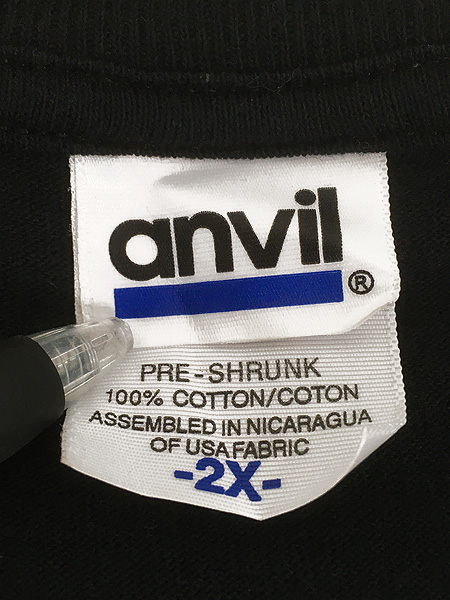 anvil
®
PRE-SHRUNK
100% COTTON/COTON
ASSEMBLED IN NICARAGUA
OF USA FABRIC
-2X-